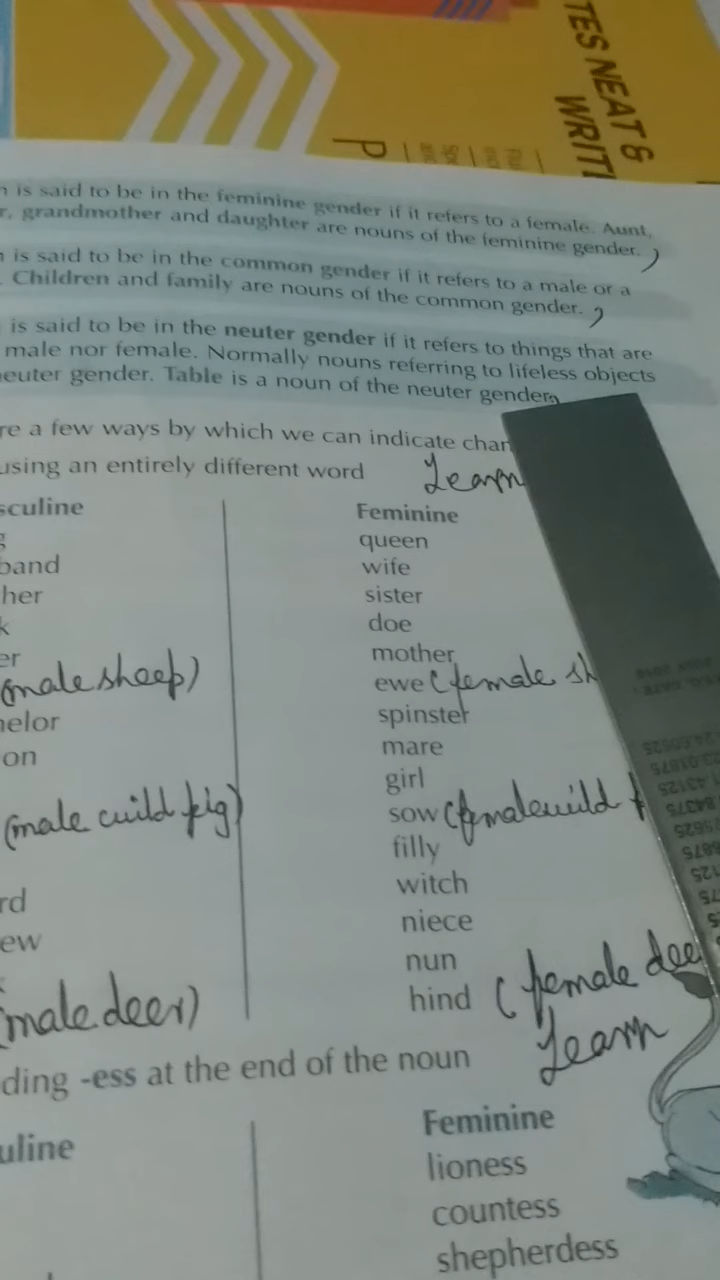 TES NEAT &
WRITI
P
is said to be in the feminine gender if it refers to a female. Aunt,
r, grandmother and daughter are nouns of the feminine gender.
is said to be in the common gender if it refers to a male or a
. Children and family are nouns of the common gender.
is said to be in the neuter gender if it refers to things that are
male nor female. Normally nouns referring to lifeless objects
euter gender. Table is a noun of the neuter gender
re a few ways by which we can indicate chan
using an entirely different word Learn
sculine Feminine
g queen
band wife
her sister
k doe
er mother
(male sheep) ewe (female sh
helor spinster
on mare
girl
(male wild pig) sow (female wild
filly
rd witch
ew niece
nun
(male deer) hind (female dee
ding -ess at the end of the noun Learn
uline Feminine
lioness
countess
shepherdess